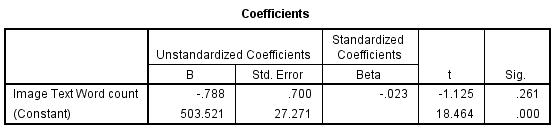 Coefficients
Unstandardized Coefficients Standardized Coefficients t Sig.
B Std. Error Beta
Image Text Word count -.788 .700 -.023 -1.125 .261
(Constant) 503.521 27.271 18.464 .000